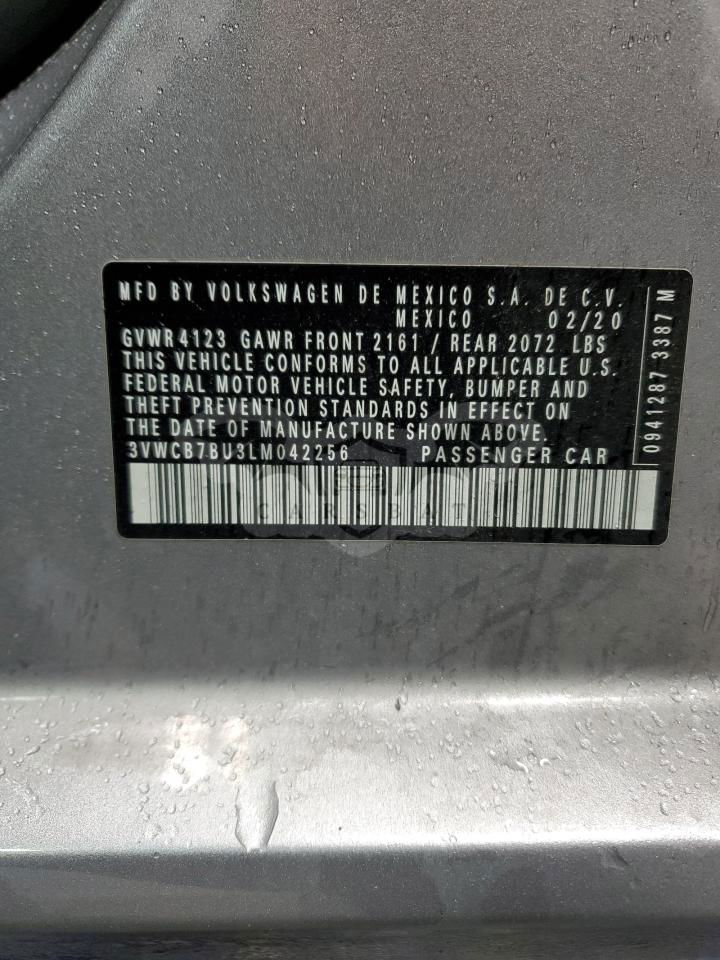 MFD BY VOLKSWAGEN DE MEXICO S.A. DE C.V.
MEXICO 02/20
GVWR 4123 GAWR FRONT 2161 / REAR 2072 LBS
THIS VEHICLE CONFORMS TO ALL APPLICABLE U.S.
FEDERAL MOTOR VEHICLE SAFETY, BUMPER AND
THEFT PREVENTION STANDARDS IN EFFECT ON
THE DATE OF MANUFACTURE SHOWN ABOVE.
3VWCB7BU3LM042256 PASSENGER CAR
CARSBAT
0941287 3387 M